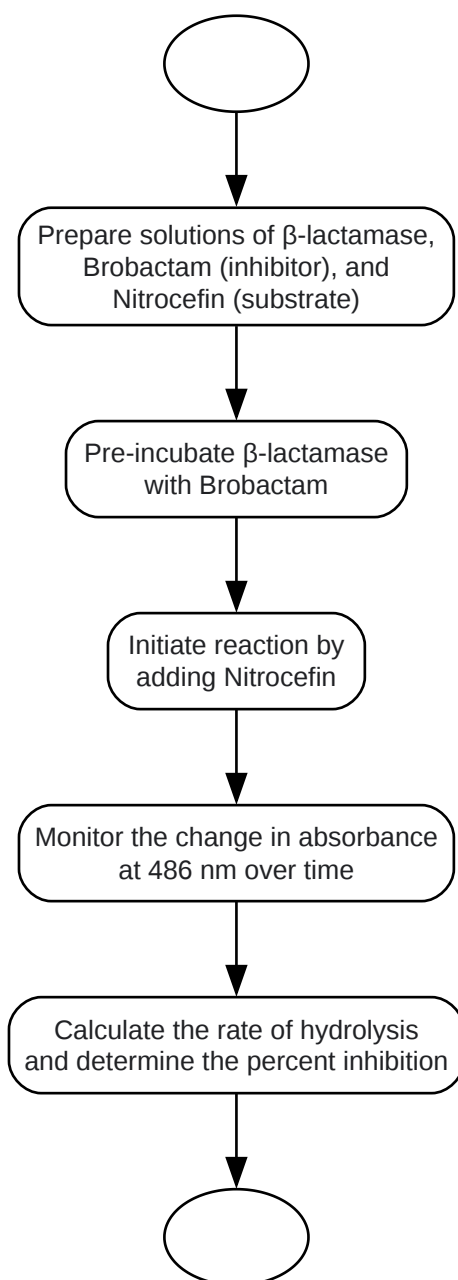 Prepare solutions of β-lactamase,
Brobactam (inhibitor), and
Nitrocefin (substrate)
Pre-incubate β-lactamase
with Brobactam
Initiate reaction by
adding Nitrocefin
Monitor the change in absorbance
at 486 nm over time
Calculate the rate of hydrolysis
and determine the percent inhibition